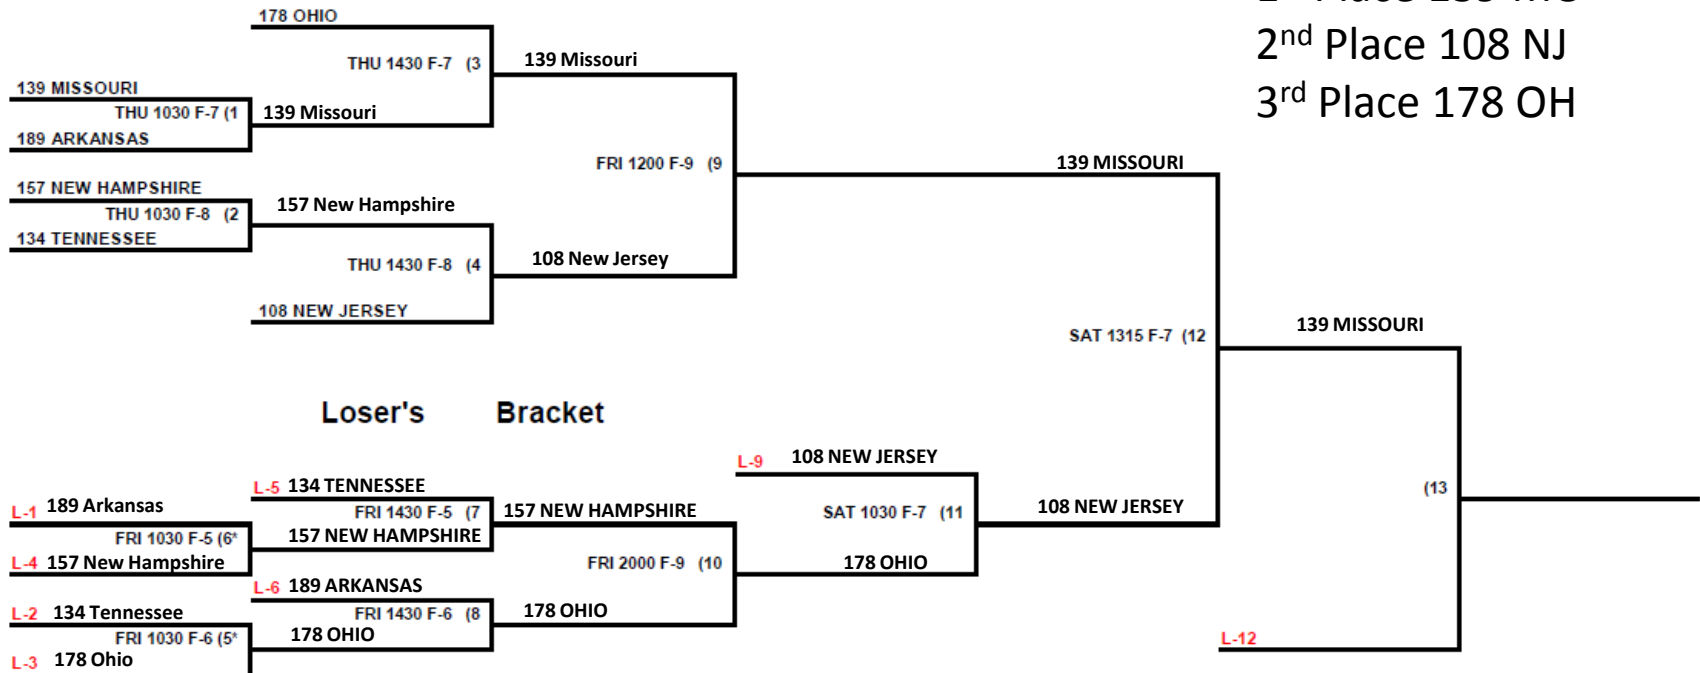 1st Place 139 MO
178 OHIO
2nd Place 108 NJ
THU 1430 F-7 (3
139 Missouri
3rd Place 178 OH
139 MISSOURI
THU 1030 F-7 (1
139 Missouri
189 ARKANSAS
FRI 1200 F-9 (9
139 MISSOURI
157 NEW HAMPSHIRE
THU 1030 F-8 (2
157 New Hampshire
134 TENNESSEE
THU 1430 F-8 (4
108 New Jersey
108 NEW JERSEY
SAT 1315 F-7 (12
139 MISSOURI
Loser's Bracket
L-9 108 NEW JERSEY
L-5 134 TENNESSEE
(13
L-1 189 Arkansas
FRI 1430 F-5 (7
157 NEW HAMPSHIRE
SAT 1030 F-7 (11
108 NEW JERSEY
FRI 1030 F-5 (6*
157 NEW HAMPSHIRE
L-4 157 New Hampshire
FRI 2000 F-9 (10
178 OHIO
L-6 189 ARKANSAS
L-2 134 Tennessee
FRI 1430 F-6 (8
178 OHIO
FRI 1030 F-6 (5*
178 OHIO
L-12
L-3 178 Ohio